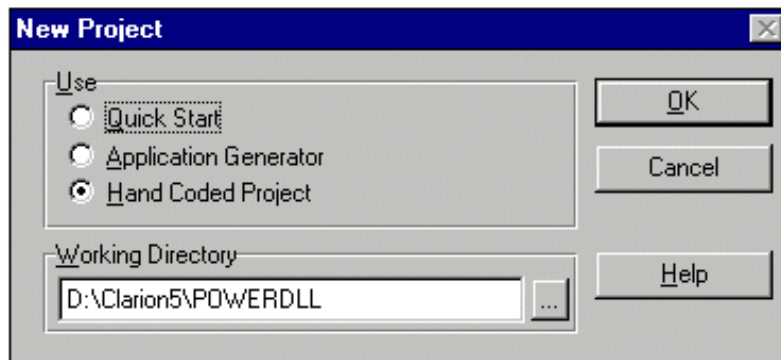 New Project
Use
Quick Start
Application Generator
Hand Coded Project
Working Directory
D:\Clarion5\POWERDLL
...
OK
Cancel
Help